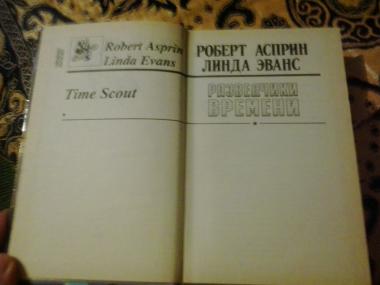 Robert Asprin
Linda Evans
Time Scout
РОБЕРТ АСПРИН
ЛИНДА ЭВАНС
РАЗВЕДЧИКИ
ВРЕМЕНИ